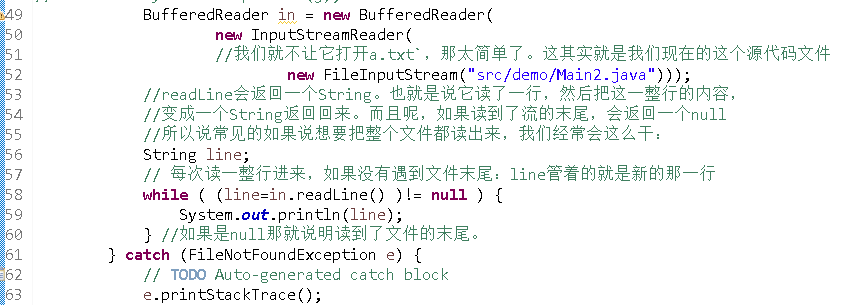 49 BufferedReader in = new BufferedReader(
50 new InputStreamReader(
51 //我们就不让它打开a.txt`，那太简单了。这其实就是我们现在的这个源代码文件
52 new FileInputStream("src/demo/Main2.java")));
53 //readLine会返回一个String。也就是说它读了一行，然后把这一整行的内容，
54 //变成一个String返回回来。而且呢，如果读到了流的末尾，会返回一个null
55 //所以说常见的如果说想要把整个文件都读出来，我们经常会这么干：
56 String line;
57 // 每次读一整行进来，如果没有遇到文件末尾：line管着的就是新的那一行
58 while ( (line=in.readLine() )!= null ) {
59 System.out.println(line);
60 } //如果是null那就说明读到了文件的末尾。
61 } catch (FileNotFoundException e) {
62 // TODO Auto-generated catch block
63 e.printStackTrace();